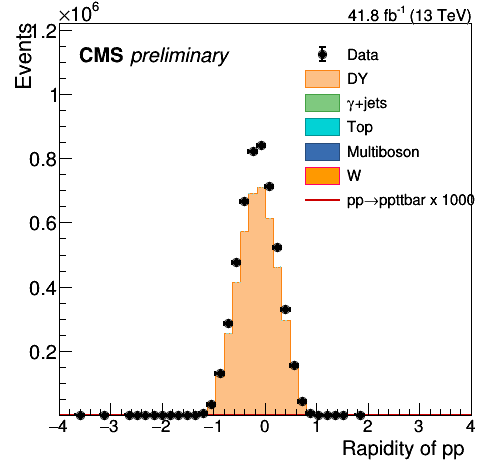 ×10⁶
41.8 fb⁻¹ (13 TeV)
Events
CMS preliminary
Data
DY
γ+jets
Top
Multiboson
W
pp→ppttbar x 1000
1.2
1
0.8
0.6
0.4
0.2
−4 −3 −2 −1 0 1 2 3 4
Rapidity of pp